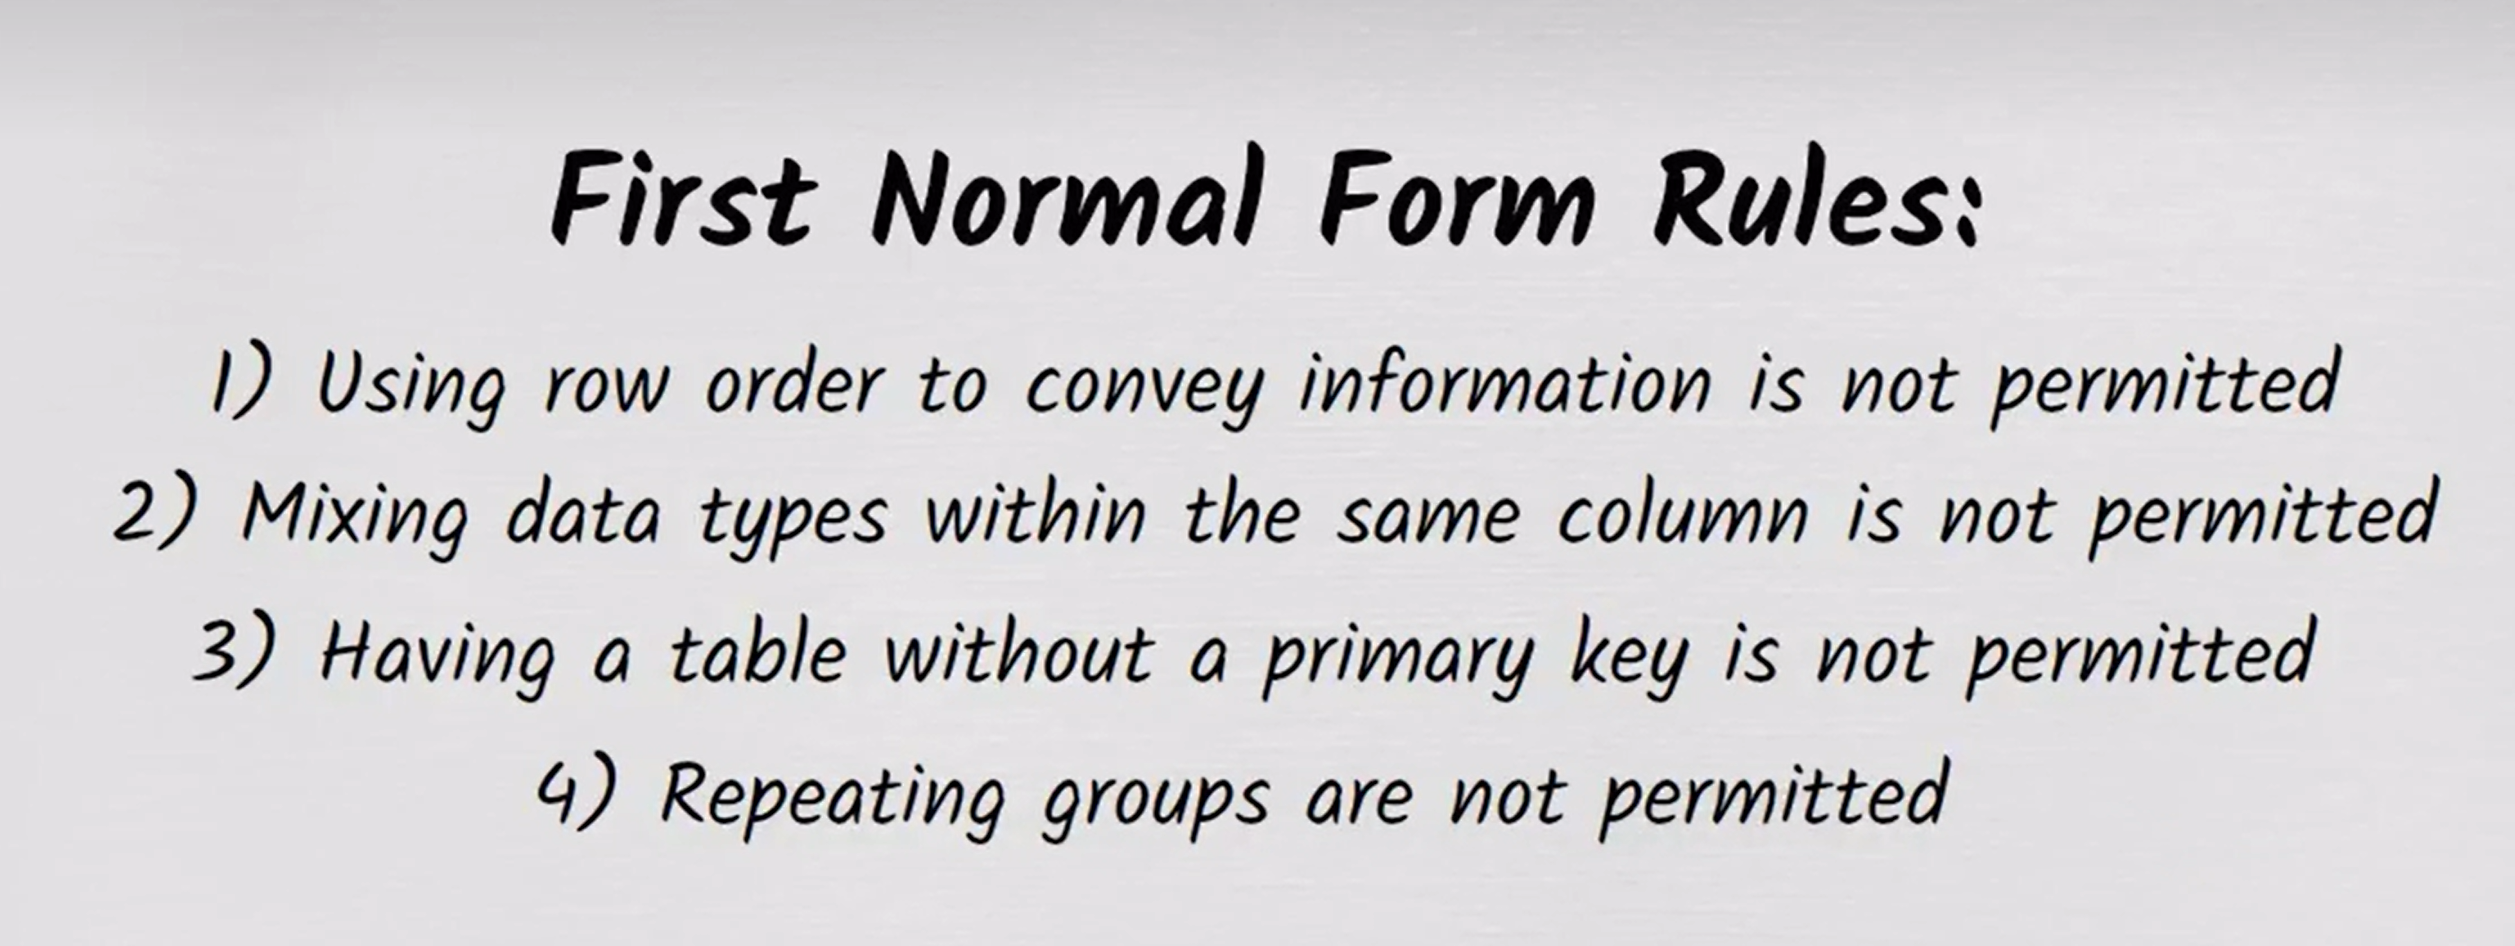 First Normal Form Rules:
1) Using row order to convey information is not permitted
2) Mixing data types within the same column is not permitted
3) Having a table without a primary key is not permitted
4) Repeating groups are not permitted